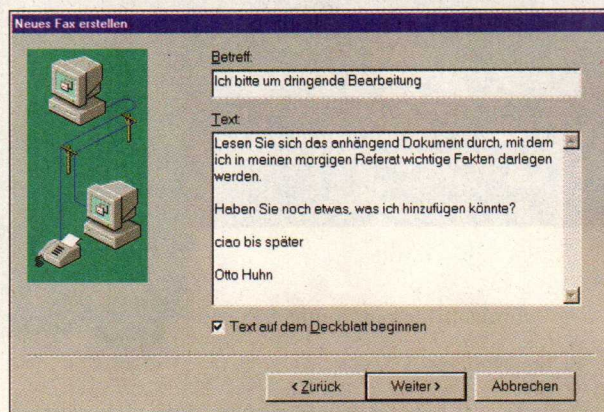 Neues Fax erstellen
Betreff:
Ich bitte um dringende Bearbeitung
Text:
Lesen Sie sich das anhängend Dokument durch, mit dem
ich in meinen morgigen Referat wichtige Fakten darlegen
werden.
Haben Sie noch etwas, was ich hinzufügen könnte?
ciao bis später
Otto Huhn
Text auf dem Deckblatt beginnen
< Zurück
Weiter >
Abbrechen